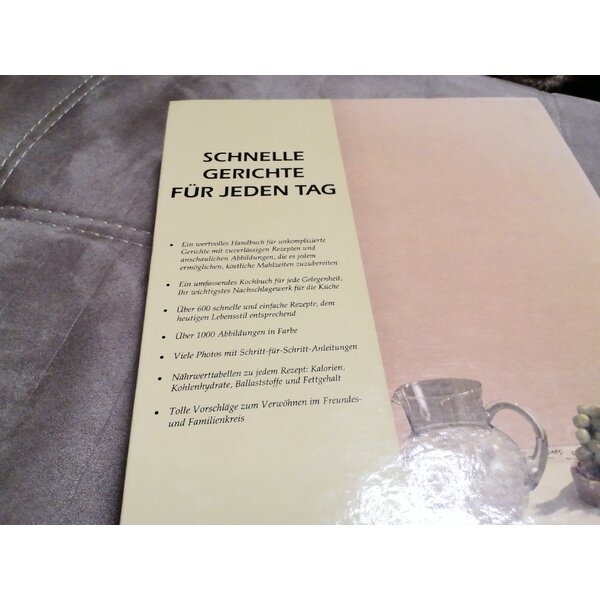 SCHNELLE
GERICHTE
FÜR JEDEN TAG
• Ein wertvolles Handbuch für unkomplizierte
Gerichte mit zuverlässigen Rezepten und
anschaulichen Abbildungen, die es jedem
ermöglichen, köstliche Mahlzeiten zuzubereiten
• Ein umfassendes Kochbuch für jede Gelegenheit,
Ihr wichtigstes Nachschlagewerk für die Küche
• Über 600 schnelle und einfache Rezepte, dem
heutigen Lebensstil entsprechend
• Über 1000 Abbildungen in Farbe
• Viele Photos mit Schritt-für-Schritt-Anleitungen
• Nährwerttabellen zu jedem Rezept: Kalorien,
Kohlenhydrate, Ballaststoffe und Fettgehalt
• Tolle Vorschläge zum Verwöhnen im Freundes-
und Familienkreis